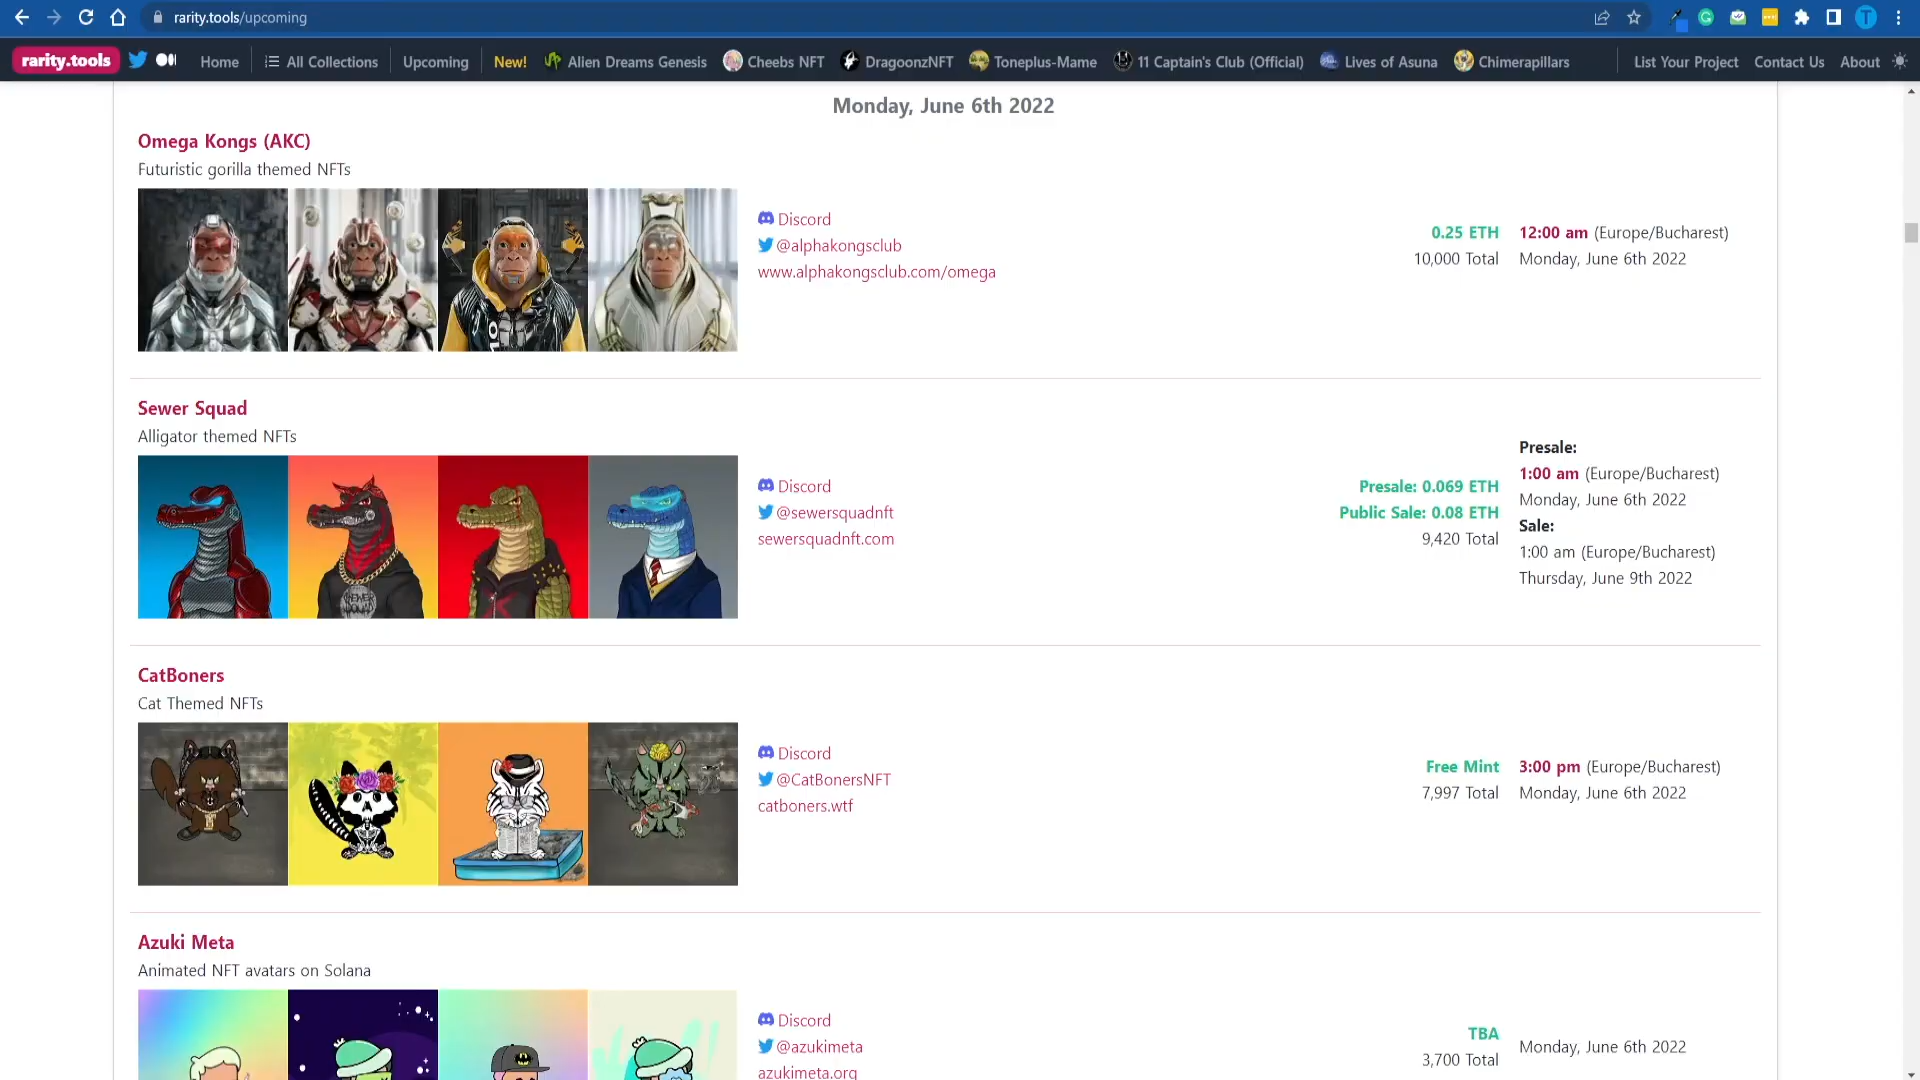 rarity.tools/upcoming
rarity.tools Home All Collections Upcoming New! Alien Dreams Genesis Cheebs NFT DragoonzNFT Toneplus-Mame 11 Captain's Club (Official) Lives of Asuna Chimerapillars List Your Project Contact Us About
Monday, June 6th 2022
Omega Kongs (AKC)
Futuristic gorilla themed NFTs
Discord
@alphakongsclub
www.alphakongsclub.com/omega
0.25 ETH
10,000 Total
12:00 am (Europe/Bucharest)
Monday, June 6th 2022
Sewer Squad
Alligator themed NFTs
SEWER
SQUAD
Discord
@sewersquadnft
sewersquadnft.com
Presale: 0.069 ETH
Public Sale: 0.08 ETH
9,420 Total
Presale:
1:00 am (Europe/Bucharest)
Monday, June 6th 2022
Sale:
1:00 am (Europe/Bucharest)
Thursday, June 9th 2022
CatBoners
Cat Themed NFTs
Discord
@CatBonersNFT
catboners.wtf
Free Mint
7,997 Total
3:00 pm (Europe/Bucharest)
Monday, June 6th 2022
Azuki Meta
Animated NFT avatars on Solana
Discord
@azukimeta
azukimeta.org
TBA
3,700 Total
Monday, June 6th 2022